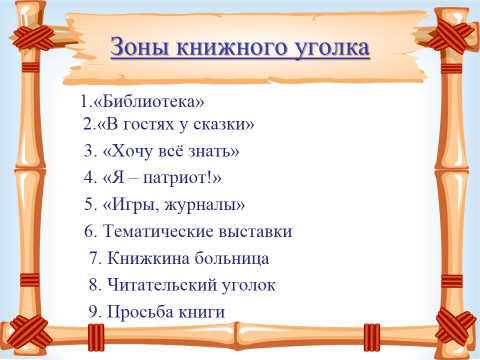 Зоны книжного уголка
1.«Библиотека»
2.«В гостях у сказки»
3. «Хочу всё знать»
4. «Я – патриот!»
5. «Игры, журналы»
6. Тематические выставки
7. Книжкина больница
8. Читательский уголок
9. Просьба книги